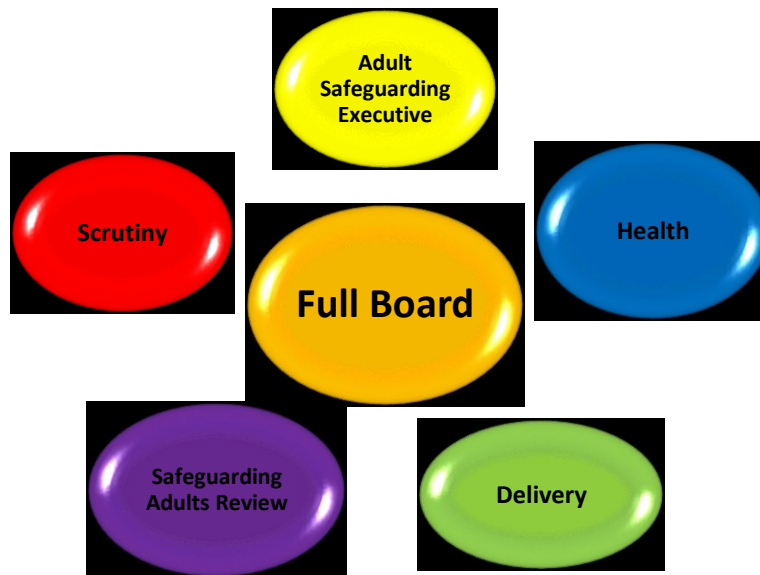 Adult
Safeguarding
Executive
Scrutiny
Health
Full Board
Safeguarding
Adults Review
Delivery